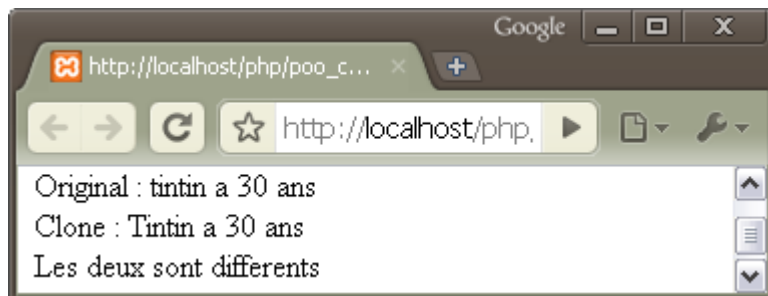 Google
http://localhost/php/poo_c...
http://localhost/php,
Original : tintin a 30 ans
Clone : Tintin a 30 ans
Les deux sont differents